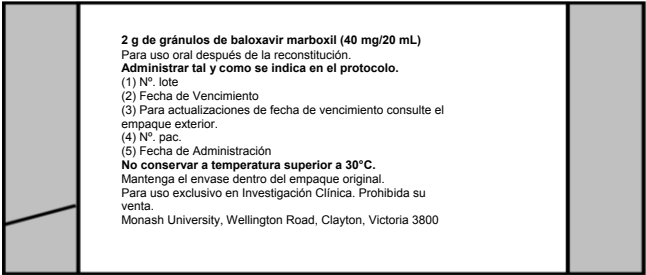 2 g de gránulos de baloxavir marboxil (40 mg/20 mL)
Para uso oral después de la reconstitución.
Administrar tal y como se indica en el protocolo.
(1) Nº. lote
(2) Fecha de Vencimiento
(3) Para actualizaciones de fecha de vencimiento consulte el
empaque exterior.
(4) Nº. pac.
(5) Fecha de Administración
No conservar a temperatura superior a 30°C.
Mantenga el envase dentro del empaque original.
Para uso exclusivo en Investigación Clínica. Prohibida su
venta.
Monash University, Wellington Road, Clayton, Victoria 3800